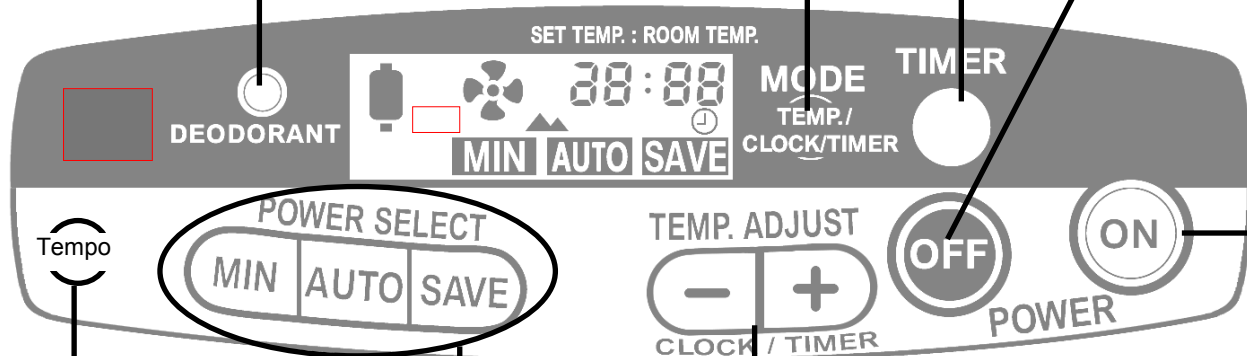 SET TEMP. : ROOM TEMP.
TIMER
DEODORANT
28:88
MODE
TEMP./
CLOCK/TIMER
MIN AUTO SAVE
Tempo
POWER SELECT
MIN AUTO SAVE
TEMP. ADJUST
- +
CLOCK / TIMER
OFF
ON
POWER